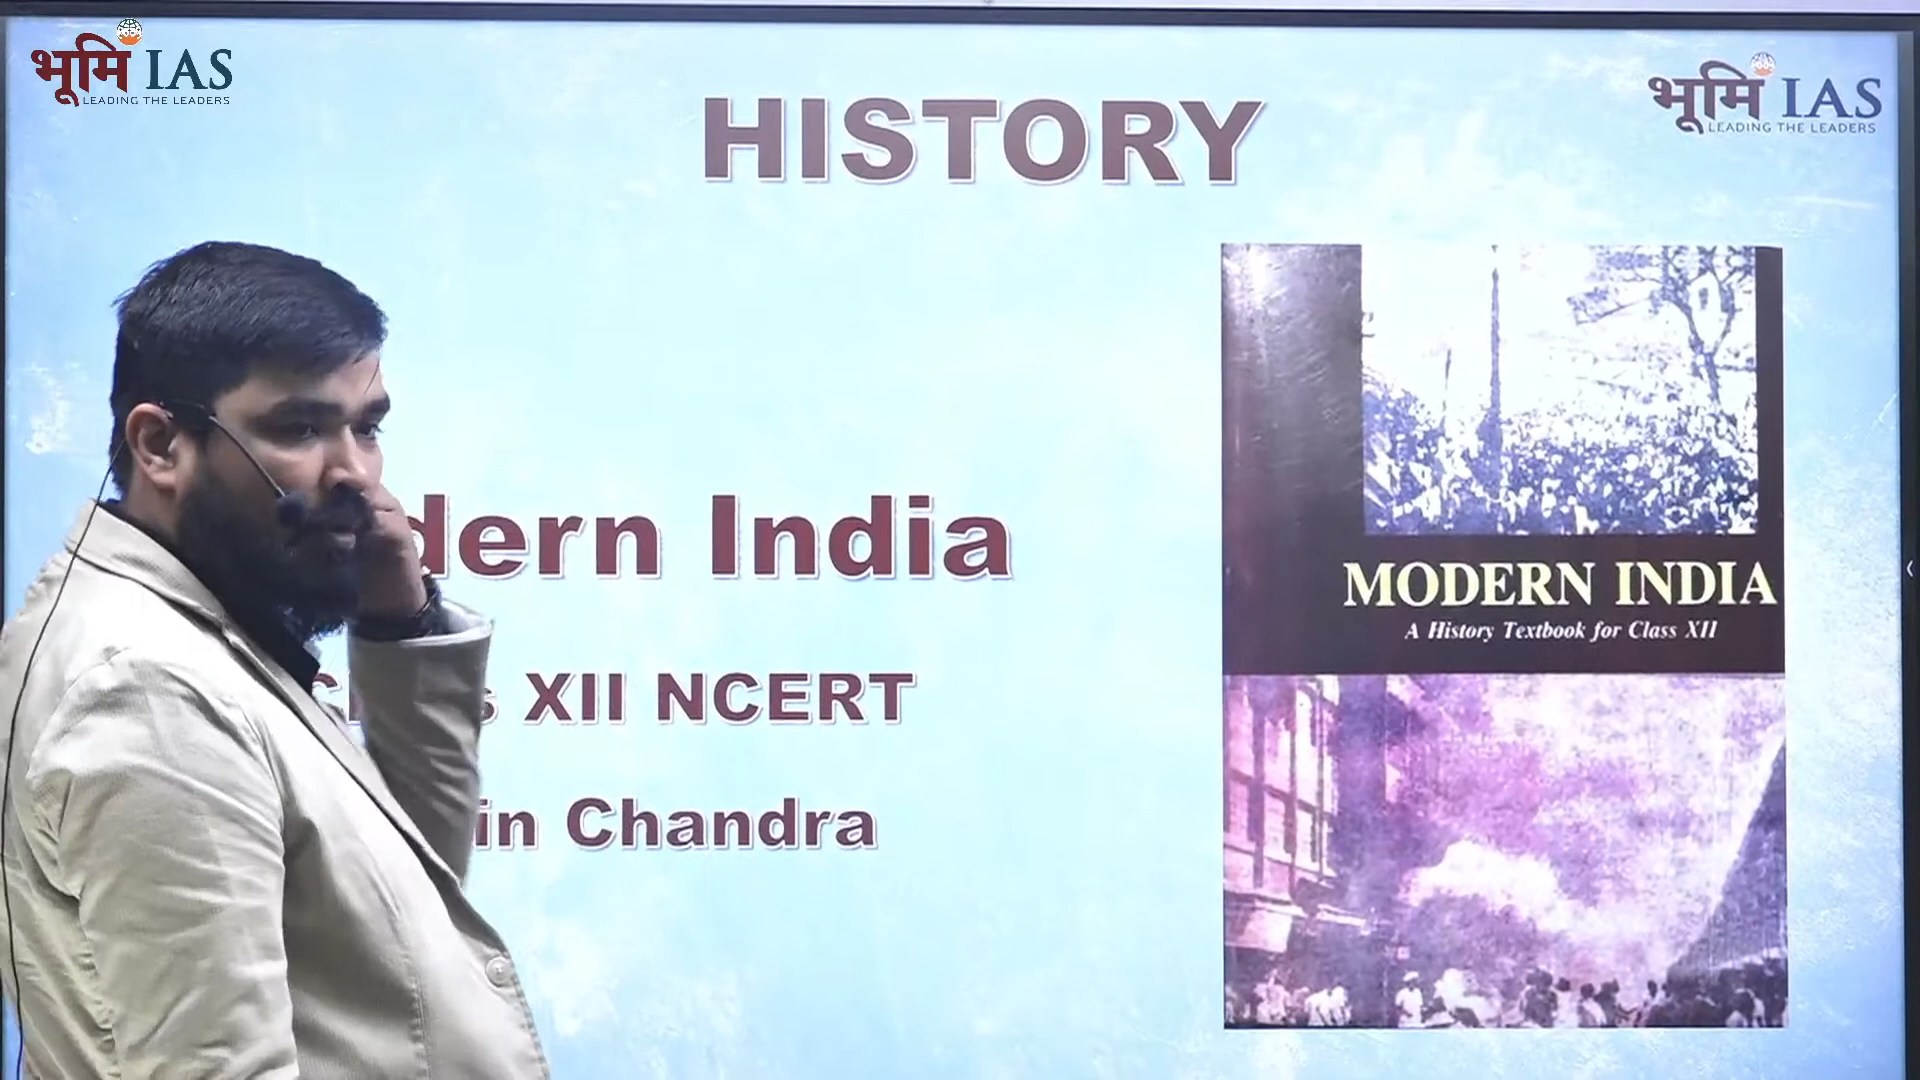 भूमि IAS
LEADING THE LEADERS
भूमि IAS
LEADING THE LEADERS
HISTORY
dern India
s XII NCERT
in Chandra
MODERN INDIA
A History Textbook for Class XII